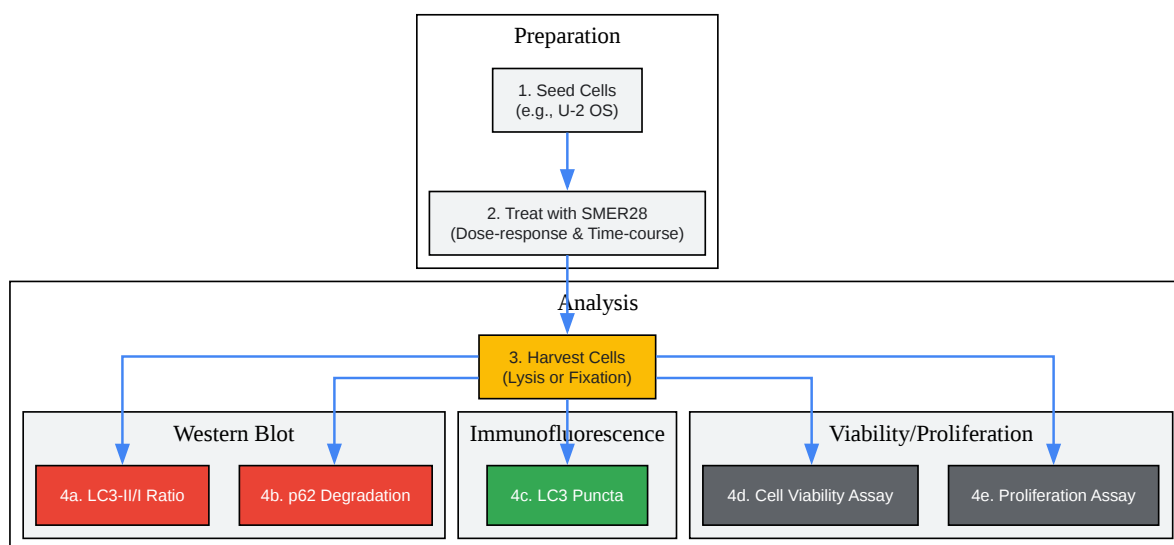 Preparation
1. Seed Cells
(e.g., U-2 OS)
2. Treat with SMER28
(Dose-response & Time-course)
Analysis
3. Harvest Cells
(Lysis or Fixation)
Western Blot
Immunofluorescence
Viability/Proliferation
4a. LC3-II/I Ratio
4b. p62 Degradation
4c. LC3 Puncta
4d. Cell Viability Assay
4e. Proliferation Assay